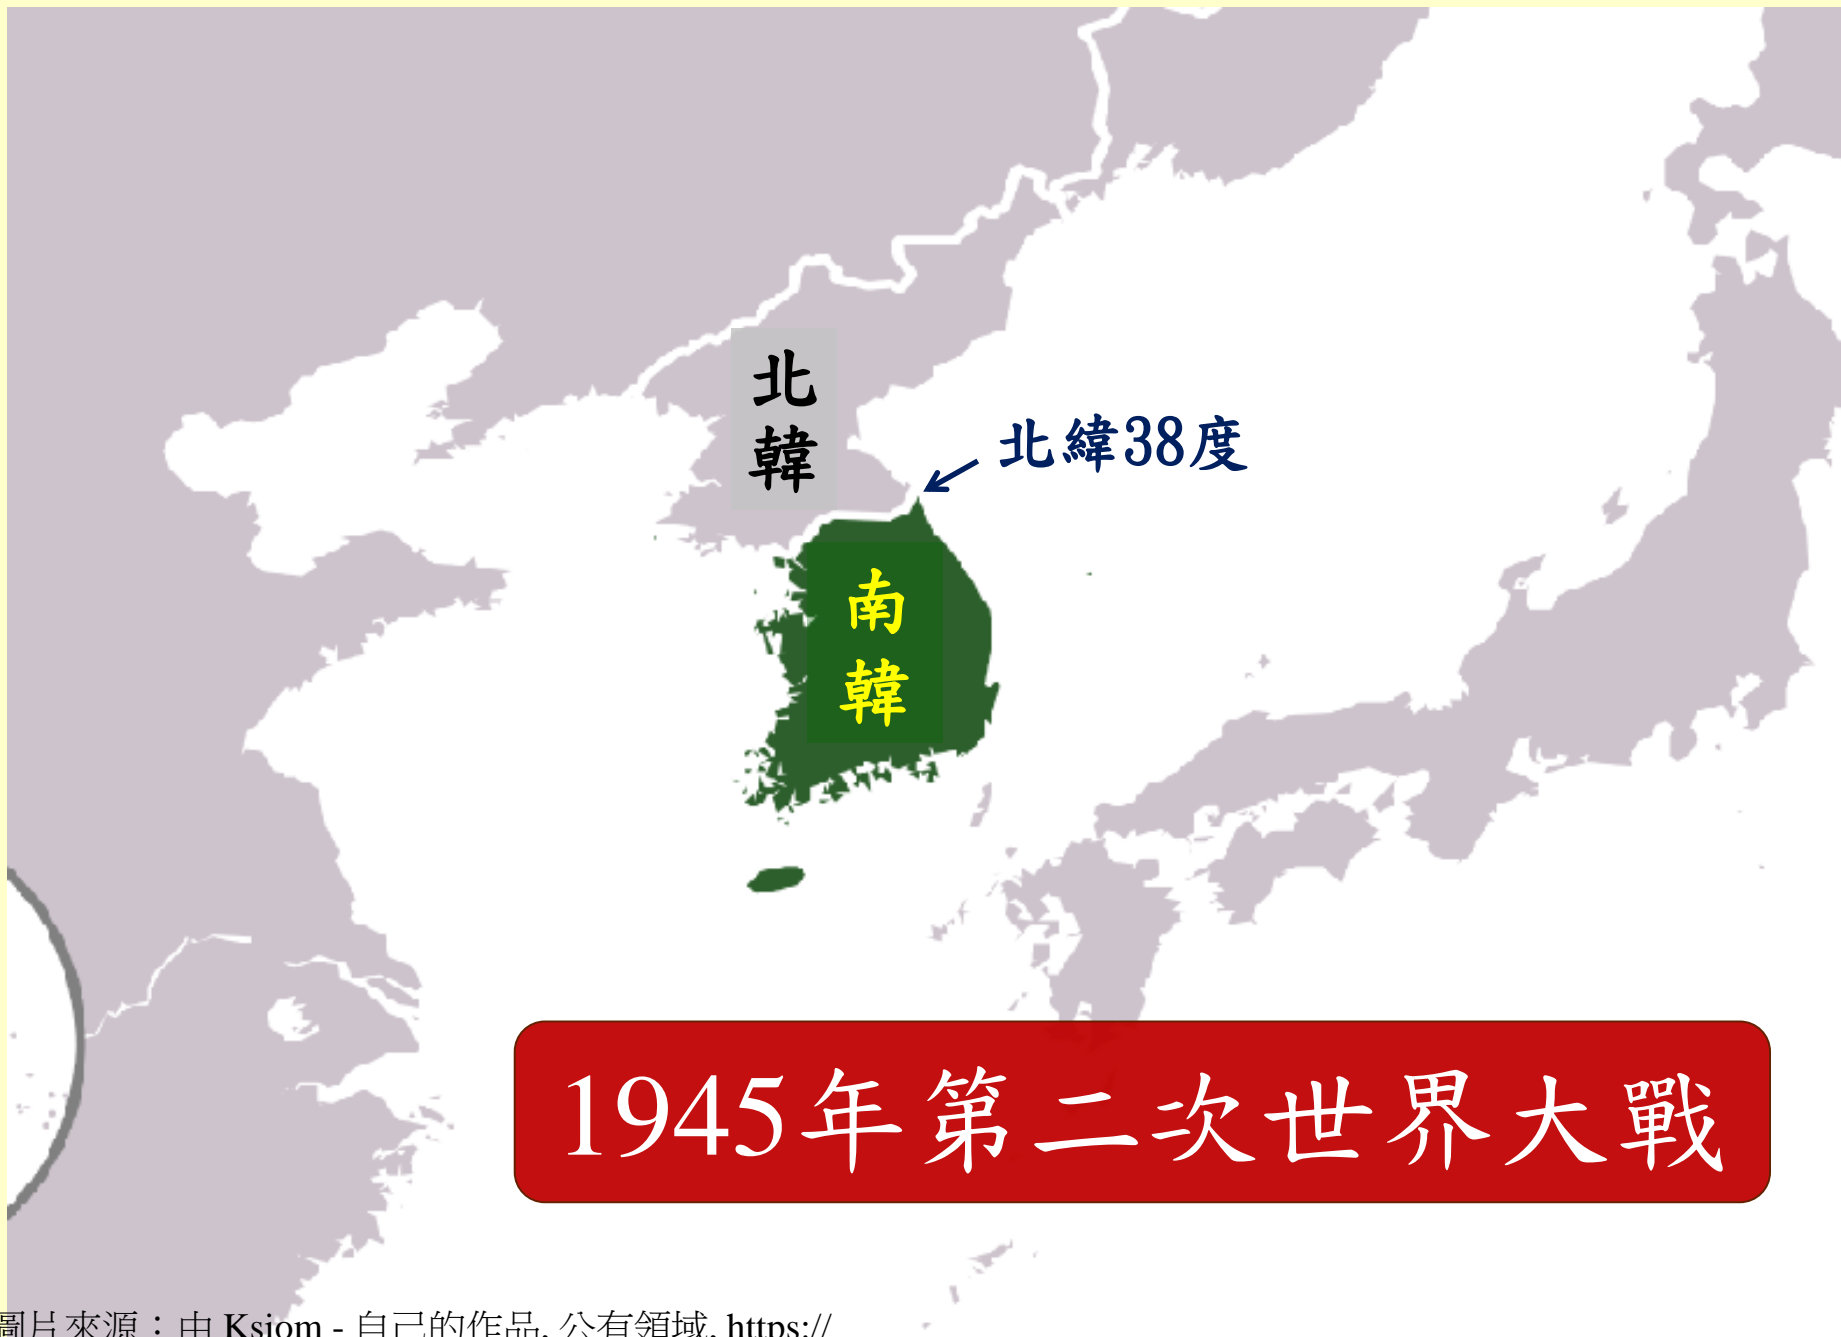 北韓
北緯38度
南韓
1945年第二次世界大戰
圖片來源：由 Ksiom - 自己的作品, 公有領域, https://